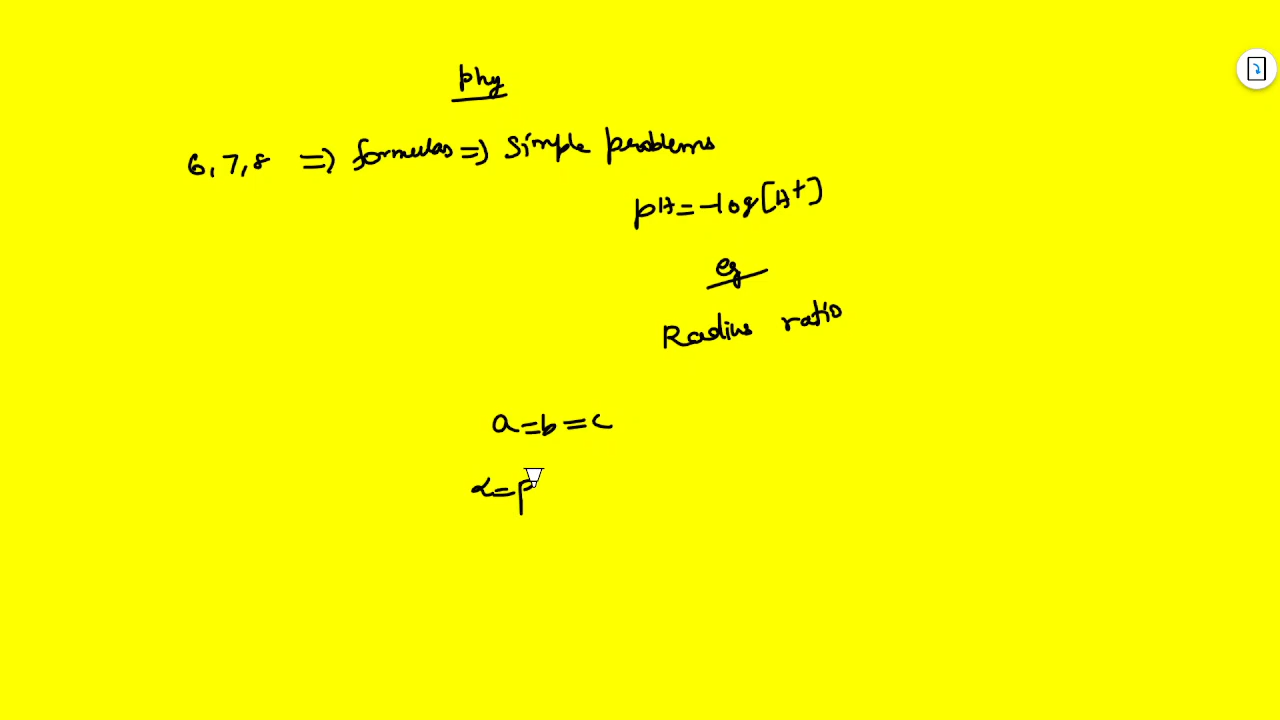 phy
6, 7, 8 => formulas => Simple problems
pH = -log[H+]
eg
Radius ratio
a = b = c
α = β